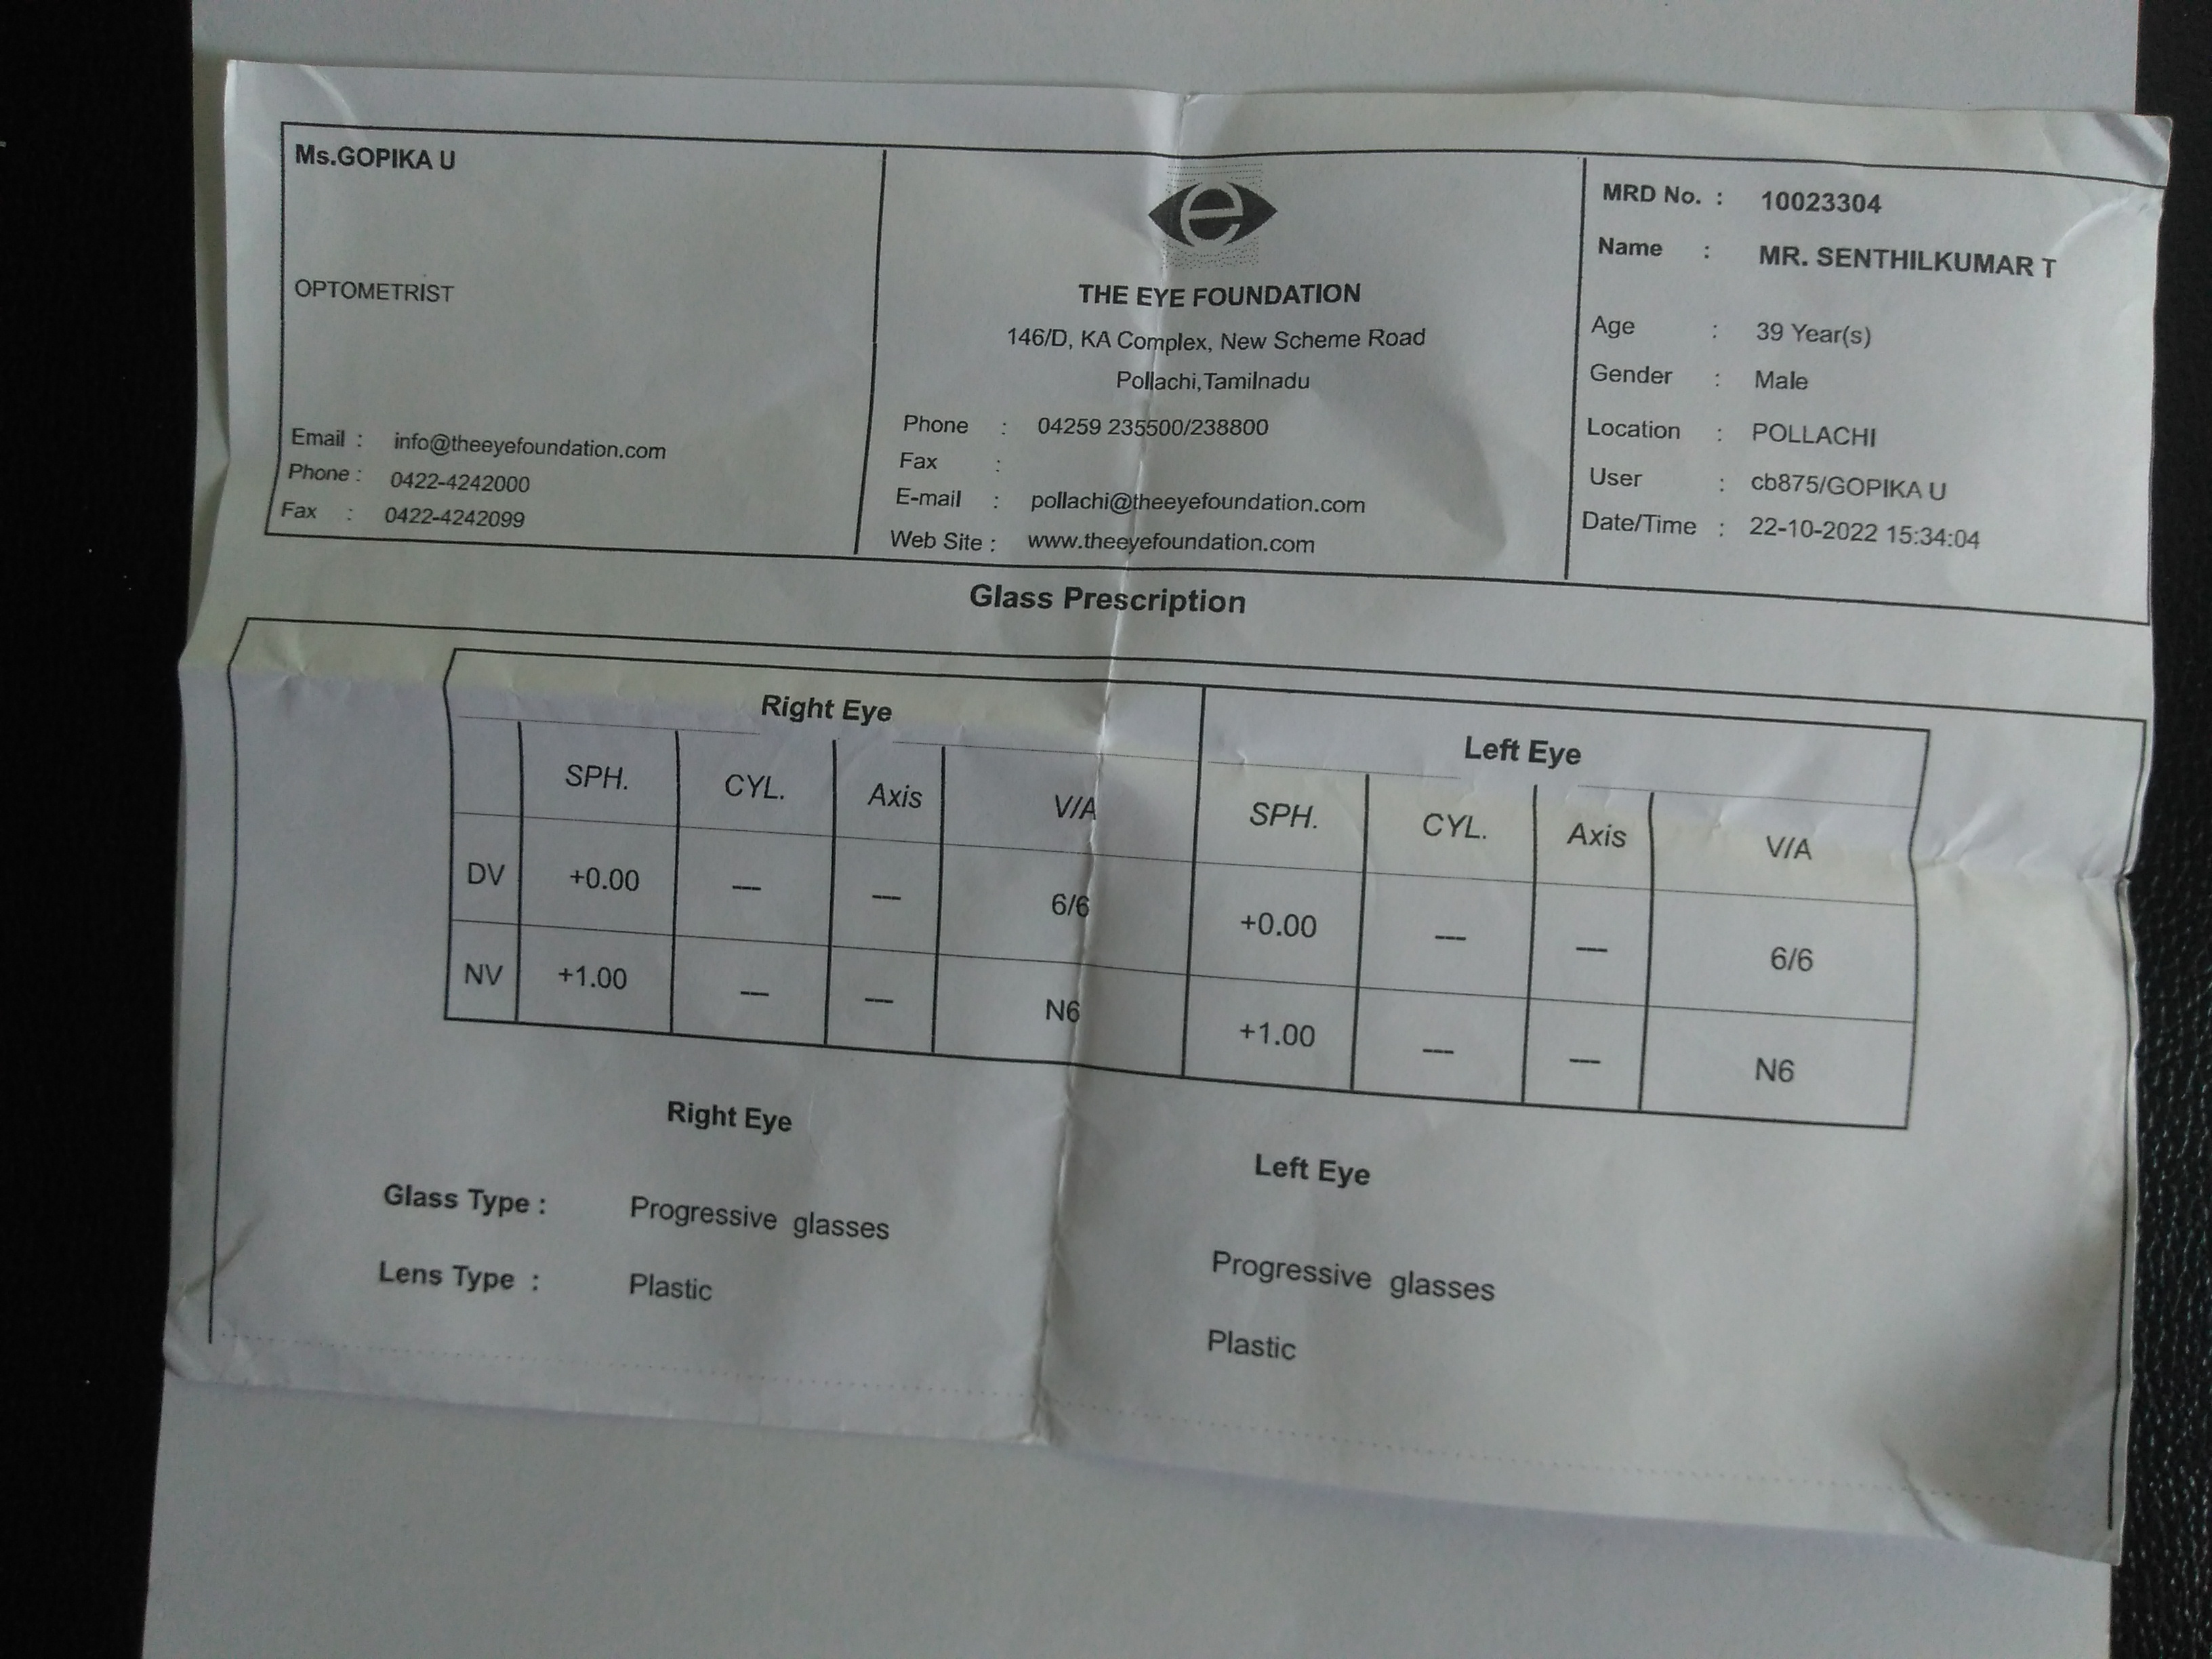 Ms.GOPIKA U
OPTOMETRIST
Email : info@theeyefoundation.com
Phone : 0422-4242000
Fax : 0422-4242099
e
THE EYE FOUNDATION
146/D, KA Complex, New Scheme Road
Pollachi,Tamilnadu
Phone : 04259 235500/238800
Fax :
E-mail : pollachi@theeyefoundation.com
Web Site : www.theeyefoundation.com
MRD No. : 10023304
Name : MR. SENTHILKUMAR T
Age : 39 Year(s)
Gender : Male
Location : POLLACHI
User : cb875/GOPIKA U
Date/Time : 22-10-2022 15:34:04
Glass Prescription
Right Eye Left Eye
SPH. CYL. Axis V/A SPH. CYL. Axis V/A
DV +0.00 --- --- 6/6 +0.00 --- --- 6/6
NV +1.00 --- --- N6 +1.00 --- --- N6
Right Eye Left Eye
Glass Type : Progressive glasses Progressive glasses
Lens Type : Plastic Plastic